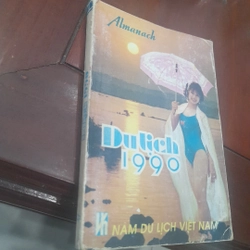 Almanach
Du lịch
1990
NĂM DU LỊCH VIỆT NAM